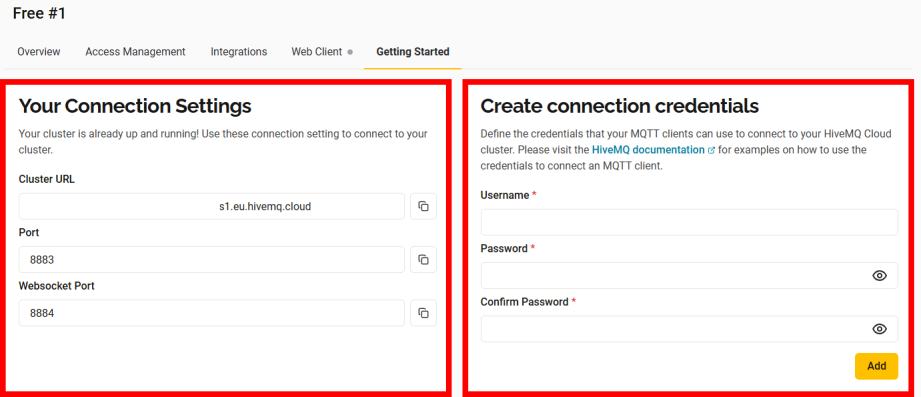 Free #1
Overview Access Management Integrations Web Client Getting Started
Your Connection Settings
Your cluster is already up and running! Use these connection setting to connect to your
cluster.
Cluster URL
s1.eu.hivemq.cloud
Port
8883
Websocket Port
8884
Create connection credentials
Define the credentials that your MQTT clients can use to connect to your HiveMQ Cloud
cluster. Please visit the HiveMQ documentation for examples on how to use the
credentials to connect an MQTT client.
Username *
Password *
Confirm Password *
Add